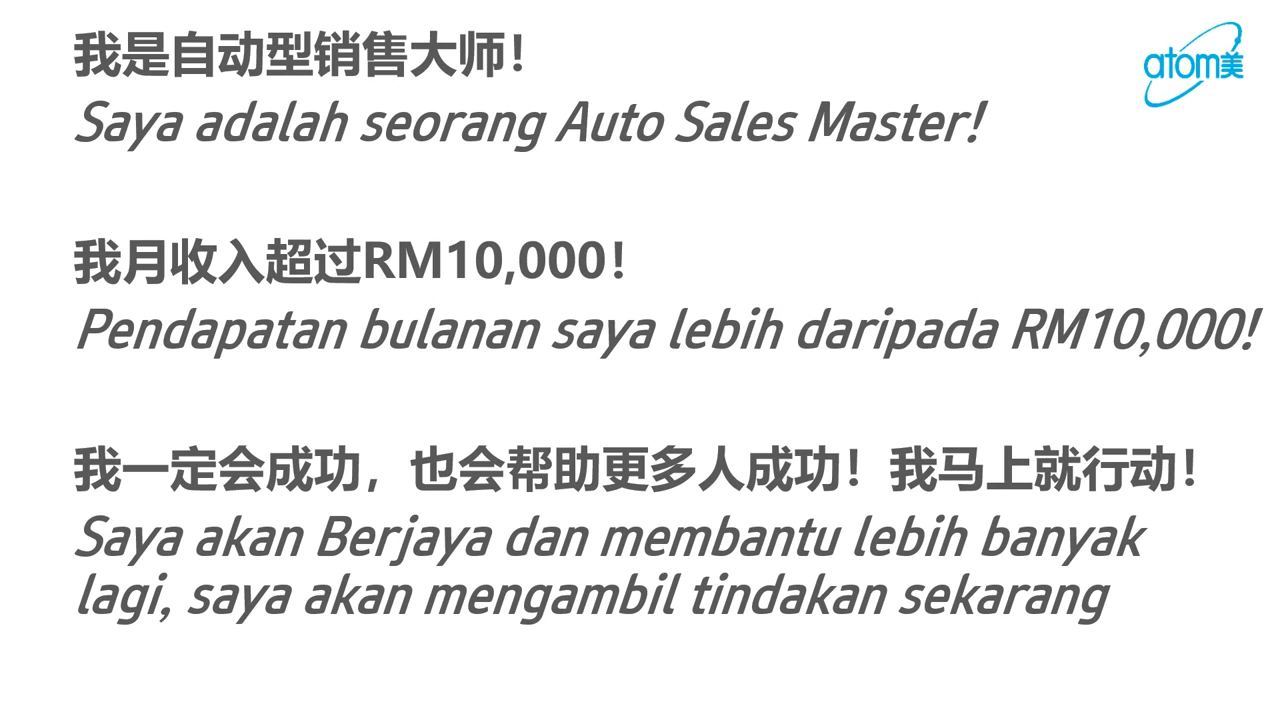 我是自动型销售大师！
atom美
Saya adalah seorang Auto Sales Master!
我月收入超过RM10,000！
Pendapatan bulanan saya lebih daripada RM10,000!
我一定会成功，也会帮助更多人成功！我马上就行动！
Saya akan Berjaya dan membantu lebih banyak
lagi, saya akan mengambil tindakan sekarang